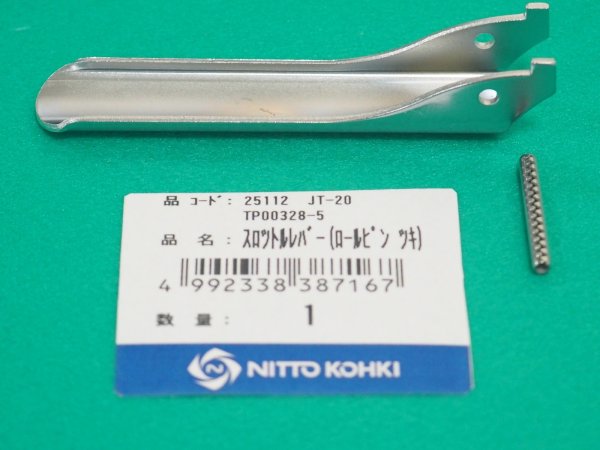 品 コード: 25112 JT-20
TP00328-5
品 名: スロットルレバー(ロールピン ツキ)
4 992338 387167
数 量: 1
N NITTO KOHKI